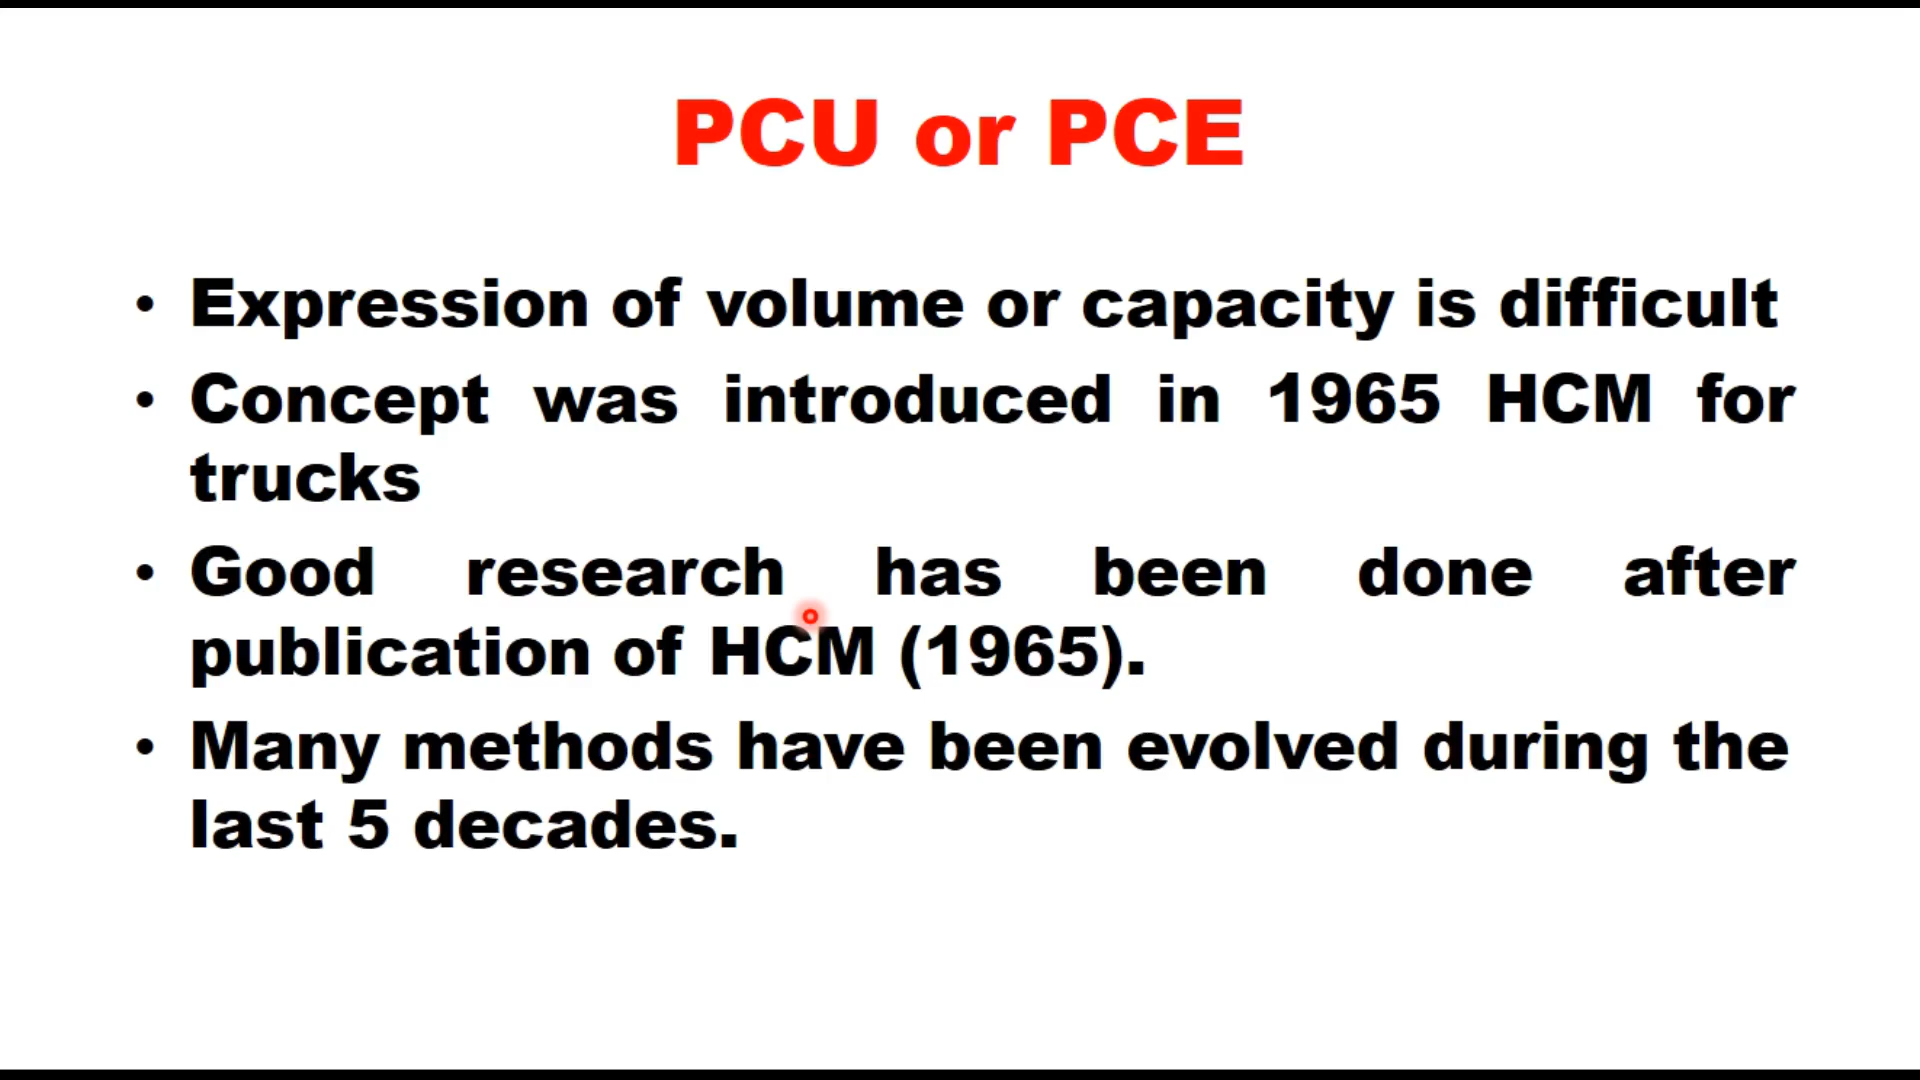 PCU or PCE
• Expression of volume or capacity is difficult
• Concept was introduced in 1965 HCM for
trucks
• Good research has been done after
publication of HCM (1965).
• Many methods have been evolved during the
last 5 decades.